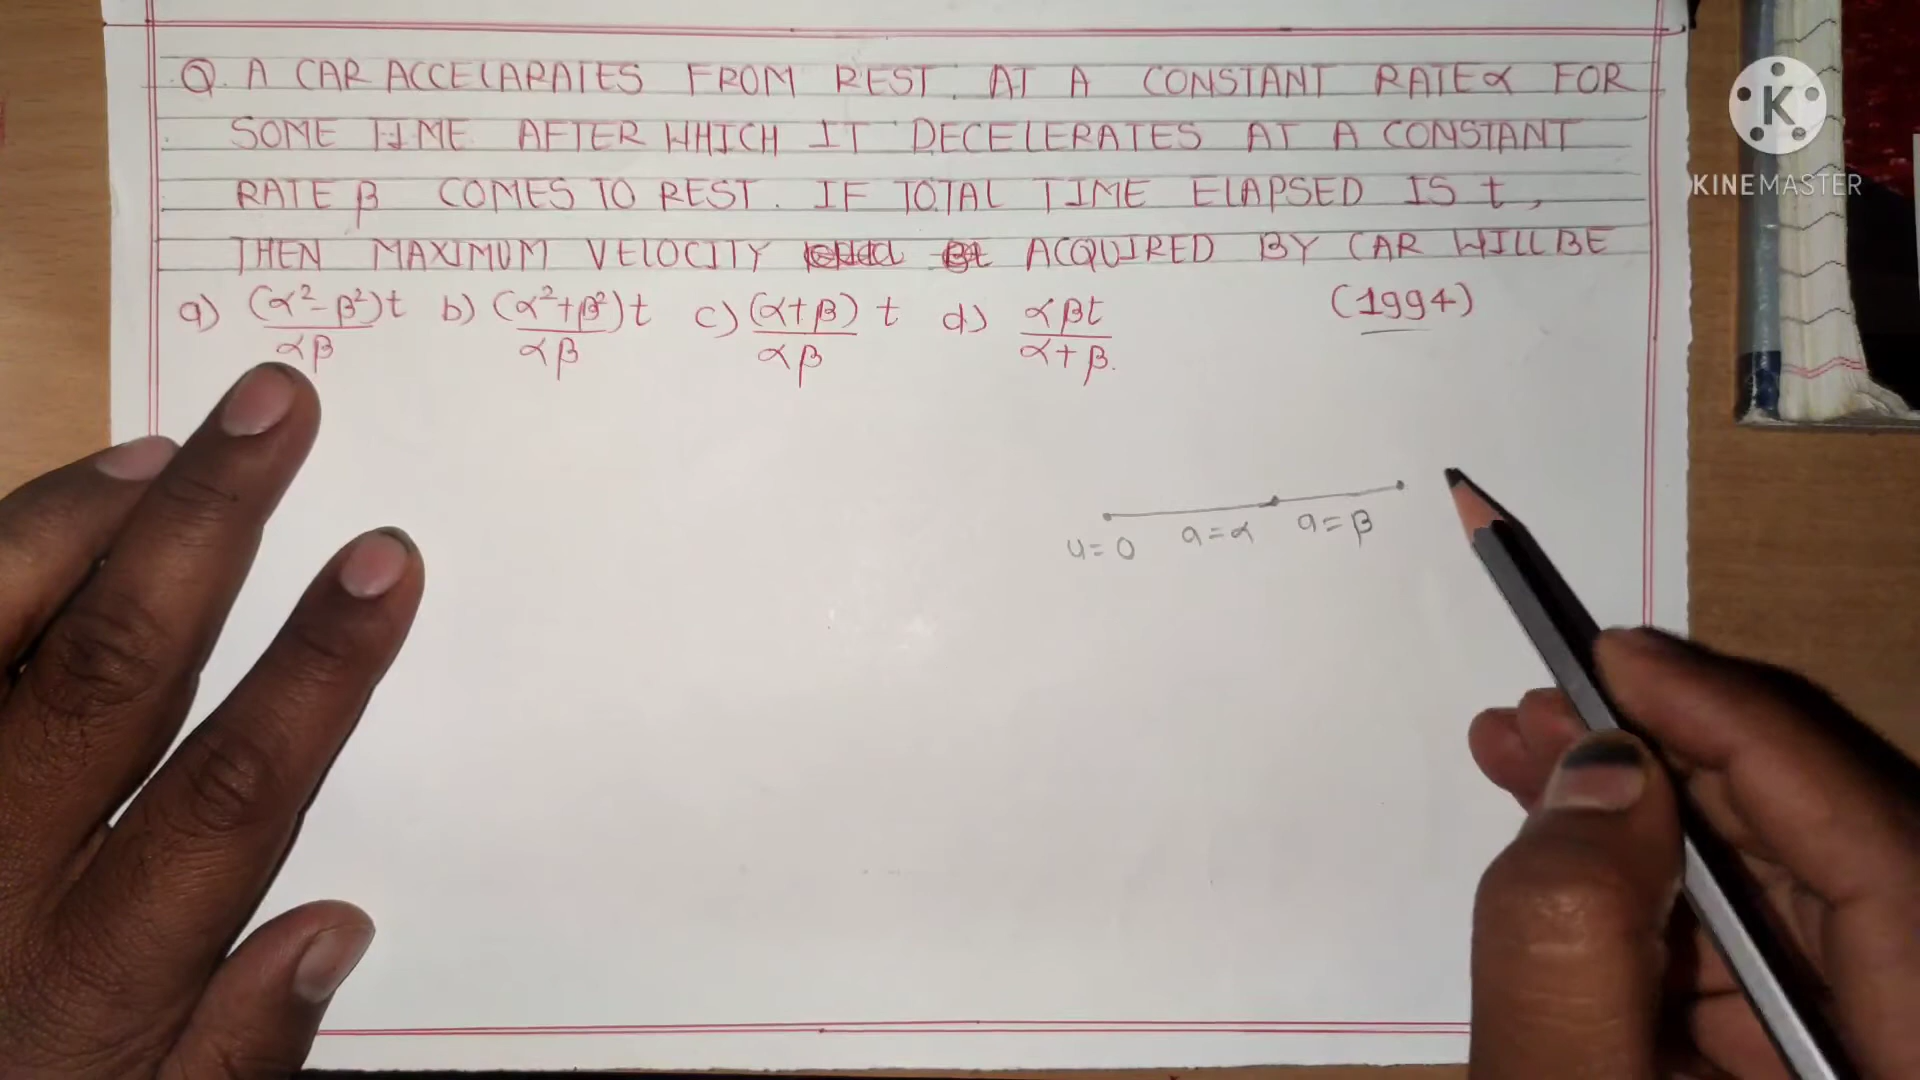 Q. A CAR ACCELARATES FROM REST. AT A CONSTANT RATE α FOR
SOME TIME AFTER WHICH IT DECELERATES AT A CONSTANT
RATE β COMES TO REST. IF TOTAL TIME ELAPSED IS t,
THEN MAXIMUM VELOCITY ACQUIRED BY CAR WILL BE
a) (α²-β²)t/αβ b) (α²+β²)t/αβ c) (α+β)t/αβ d) αβt/α+β. (1994)
u=0 a=α a=β
K
KINEMASTER